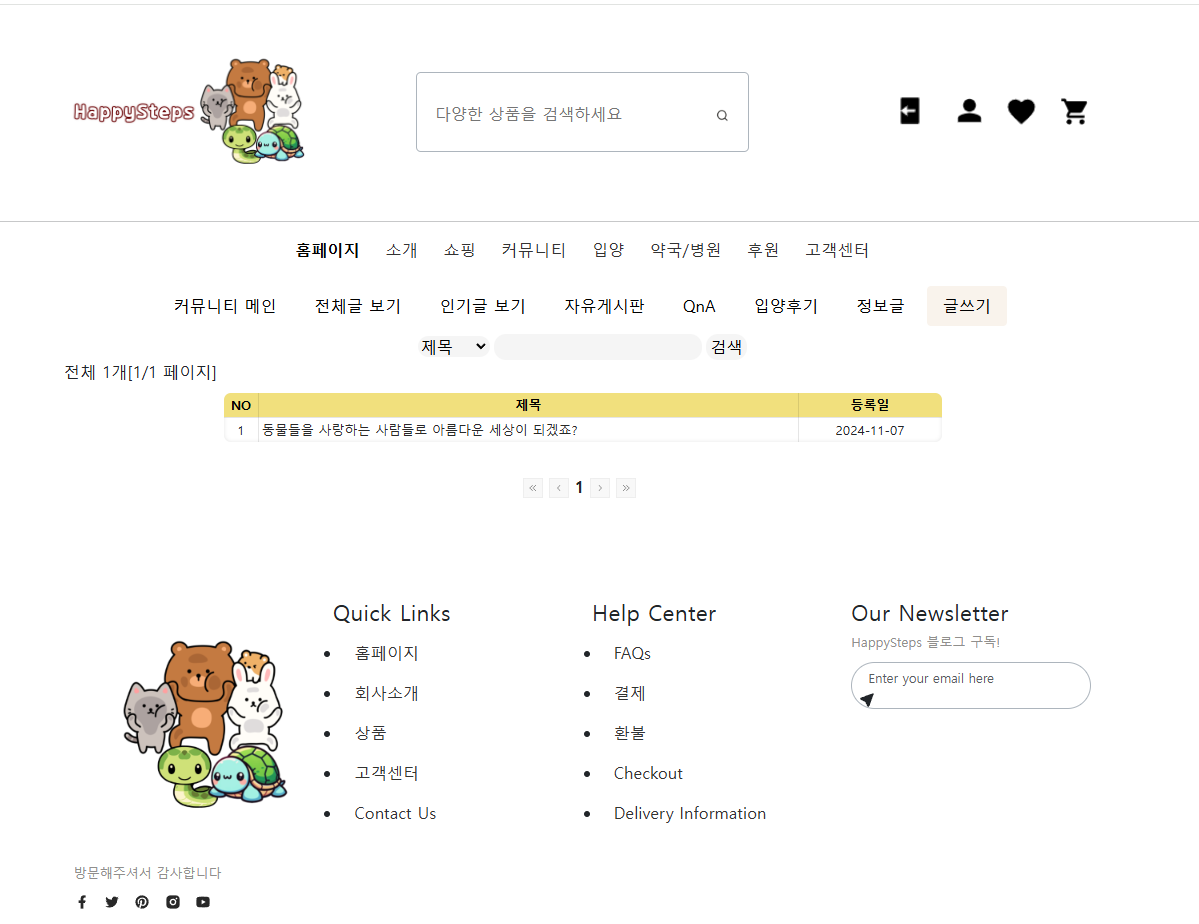 HappySteps
다양한 상품을 검색하세요
홈페이지 소개 쇼핑 커뮤니티 입양 약국/병원 후원 고객센터
커뮤니티 메인 전체글 보기 인기글 보기 자유게시판 QnA 입양후기 정보글 글쓰기
제목 검색
전체 1개[1/1 페이지]
NO 제목 등록일
1 동물들을 사랑하는 사람들로 아름다운 세상이 되겠죠? 2024-11-07
« ‹ 1 › »
Quick Links
홈페이지
회사소개
상품
고객센터
Contact Us
Help Center
FAQs
결제
환불
Checkout
Delivery Information
Our Newsletter
HappySteps 블로그 구독!
Enter your email here
방문해주셔서 감사합니다